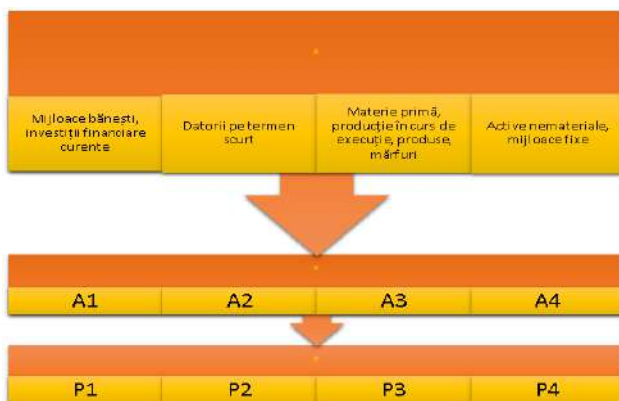 Mijloace bănești,
investiții financiare
curente
Datorii pe termen
scurt
Materie primă,
producție în curs de
execuție, produse,
mărfuri
Active nemateriale,
mijloace fixe
A1 A2 A3 A4
P1 P2 P3 P4